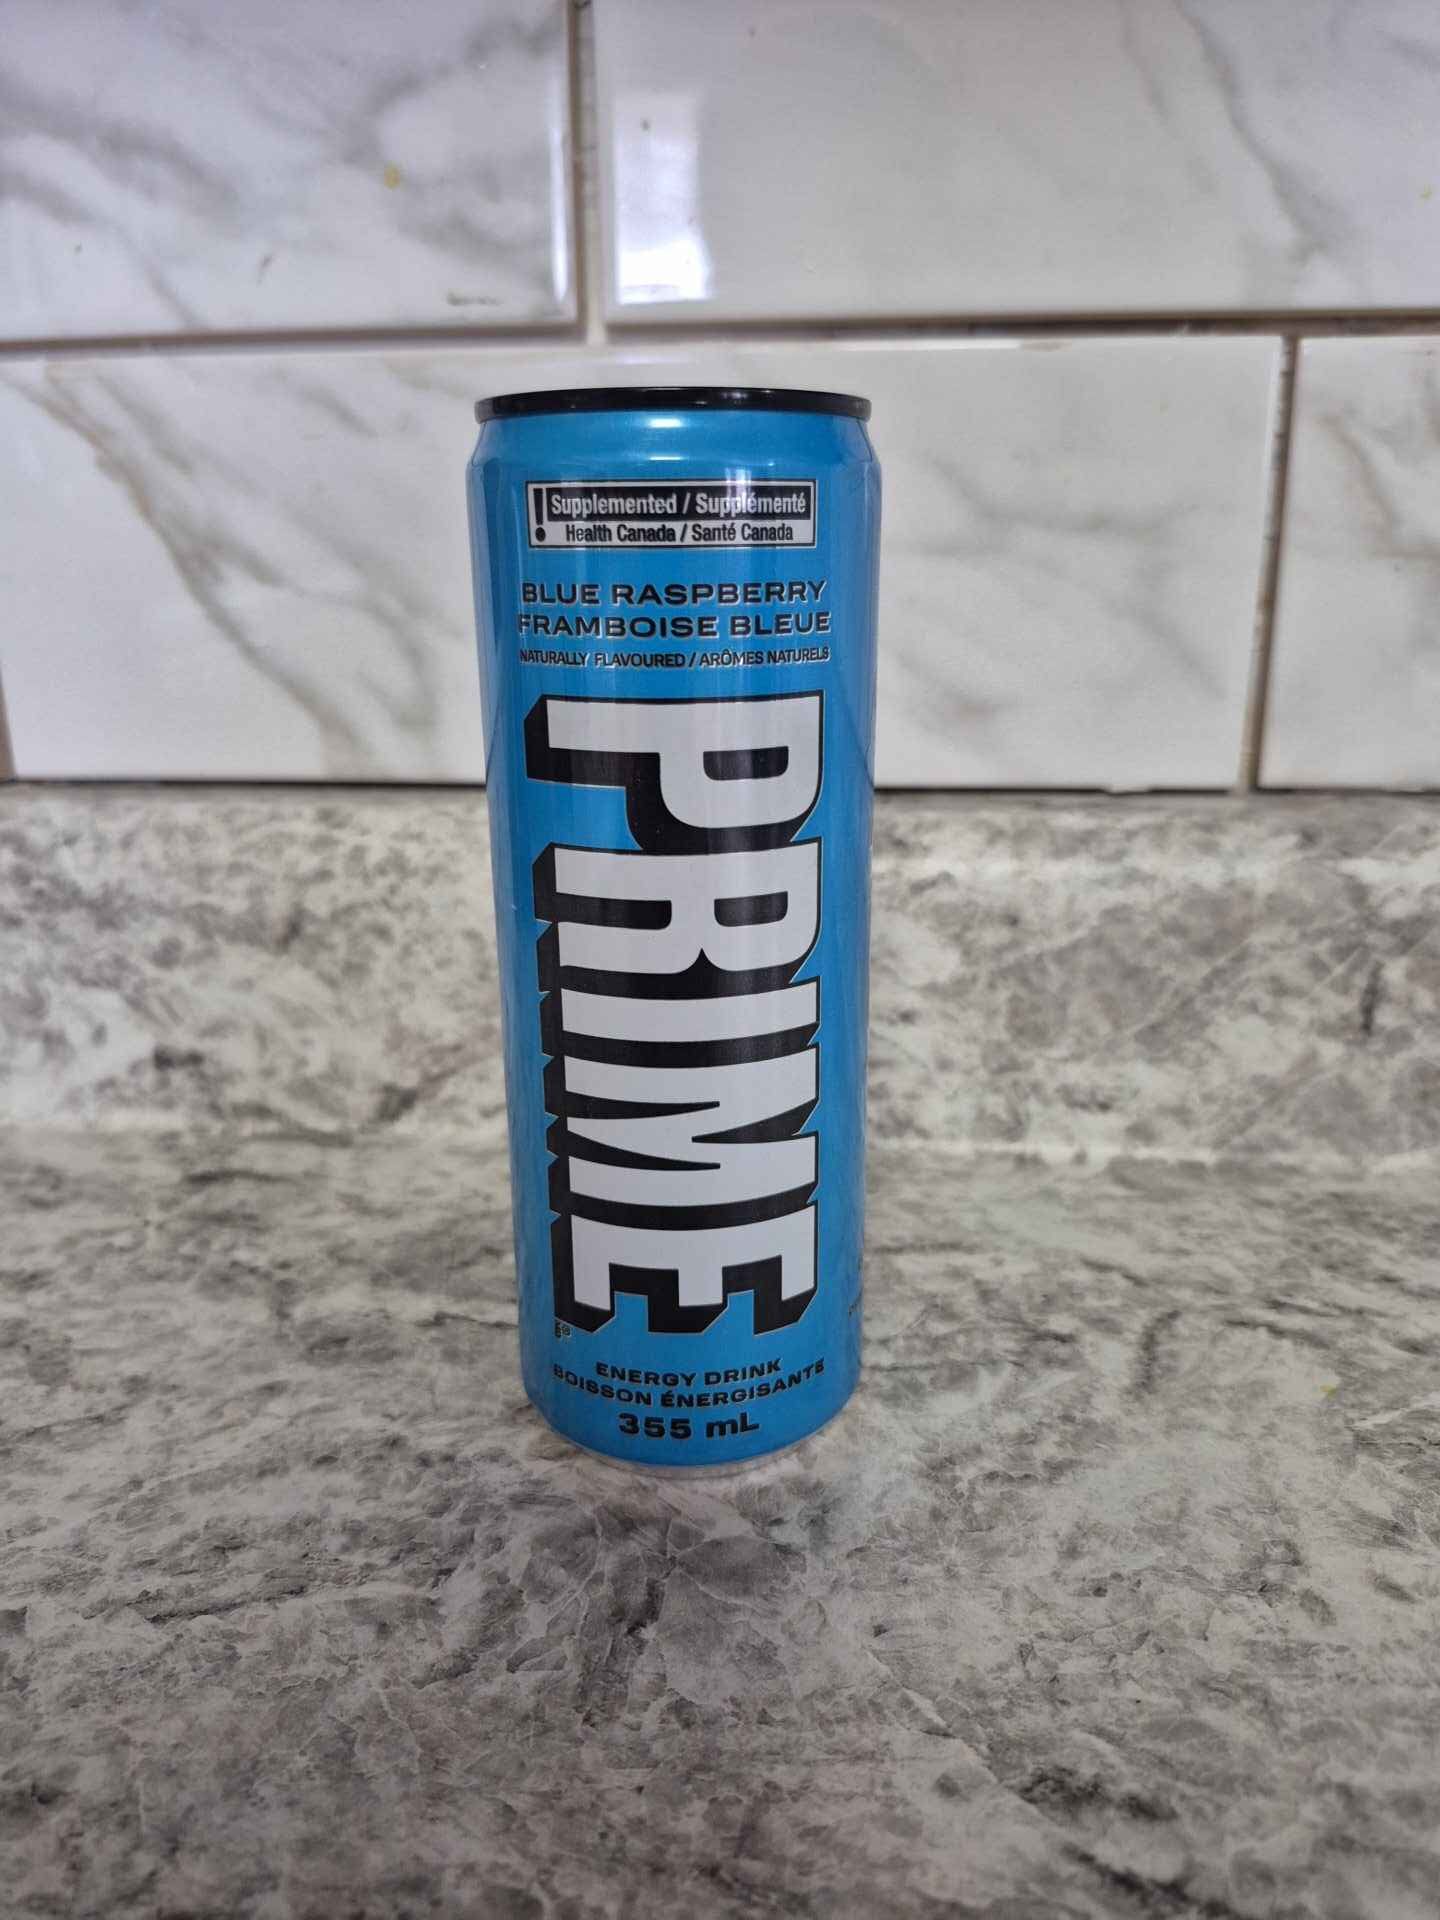 ! Supplemented / Supplémenté
Health Canada / Santé Canada
BLUE RASPBERRY
FRAMBOISE BLEUE
NATURALLY FLAVOURED / ARÔMES NATURELS
PRIME
ENERGY DRINK
BOISSON ÉNERGISANTE
355 mL